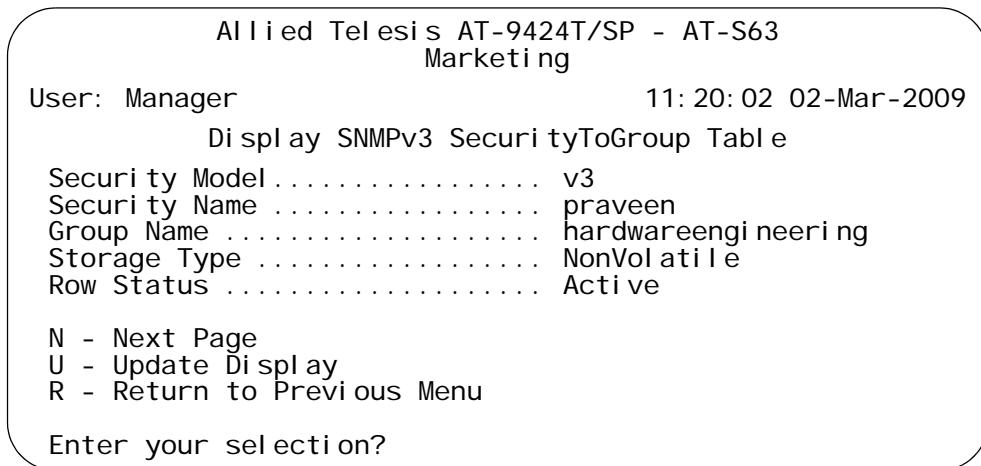 Allied Telesis AT-9424T/SP - AT-S63
Marketing
User: Manager 11:20:02 02-Mar-2009
Display SNMPv3 SecurityToGroup Table
Security Model.................. v3
Security Name .................. praveen
Group Name ..................... hardwareengineering
Storage Type ................... NonVolatile
Row Status ..................... Active
N - Next Page
U - Update Display
R - Return to Previous Menu
Enter your selection?